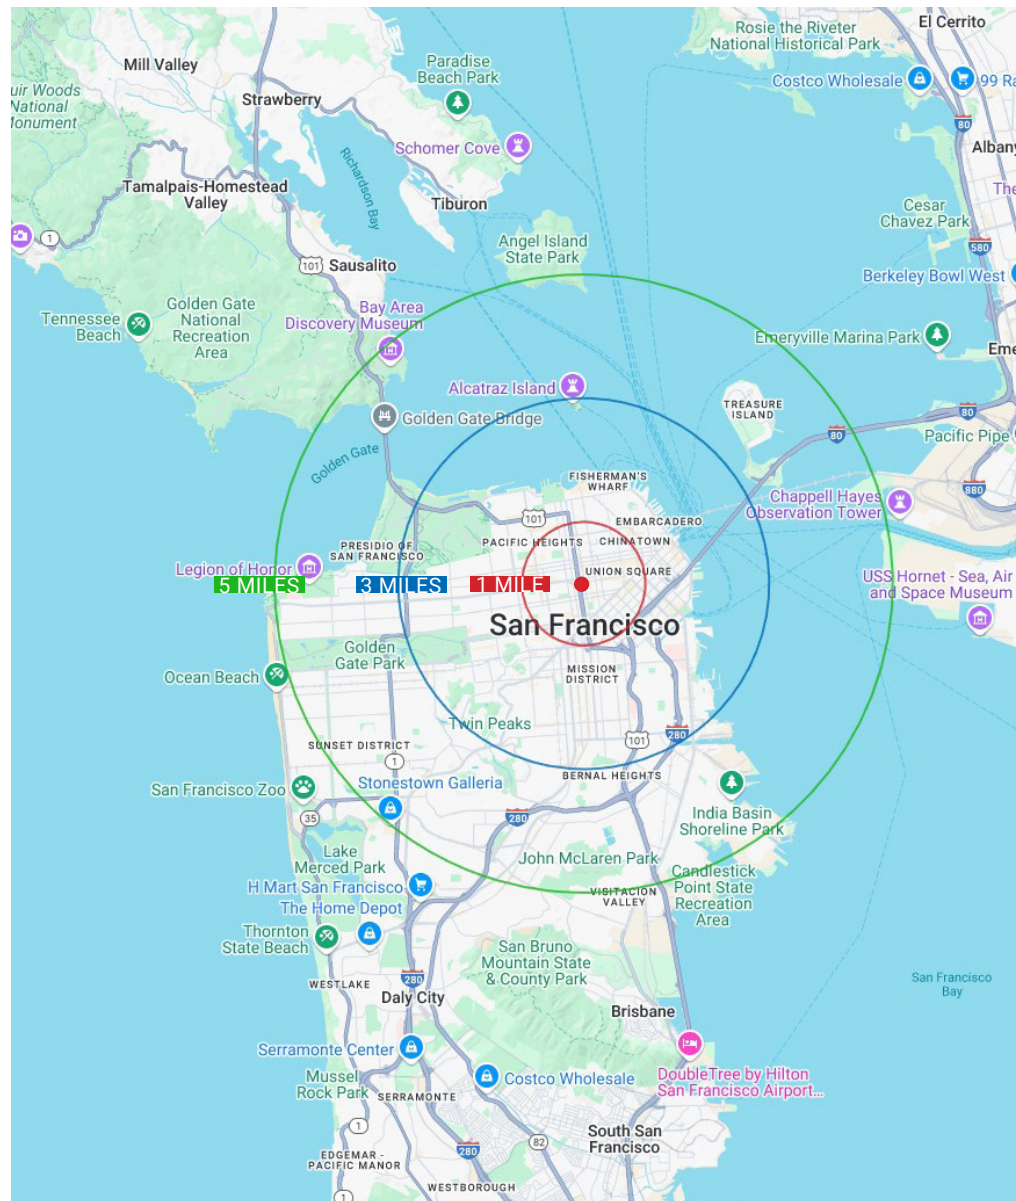 Rosie the Riveter
National Historical Park
El Cerrito
Mill Valley
Paradise
Beach Park
Costco Wholesale
99 Ra
uir Woods
National
Monument
Strawberry
80
Schomer Cove
Albany
Richardson Bay
Tamalpais-Homestead
Valley
The
Tiburon
Cesar
Chavez Park
1
Angel Island
State Park
580
101
Sausalito
Berkeley Bowl West
Golden Gate
National
Recreation
Area
Bay Area
Discovery Museum
Tennessee
Beach
Emeryville Marina Park
Eme
Alcatraz Island
TREASURE
ISLAND
Golden Gate Bridge
80
80
Pacific Pipe
Golden Gate
FISHERMAN'S
WHARF
880
Chappell Hayes
Observation Tower
101
EMBARCADERO
PRESIDIO OF
SAN FRANCISCO
PACIFIC HEIGHTS
CHINATOWN
Legion of Honor
UNION SQUARE
USS Hornet - Sea, Air
and Space Museum
5 MILES
3 MILES
1 MILE
San Francisco
Golden
Gate Park
MISSION
DISTRICT
Ocean Beach
Twin Peaks
SUNSET DISTRICT
101
280
1
BERNAL HEIGHTS
Stonestown Galleria
San Francisco Zoo
35
280
India Basin
Shoreline Park
Lake
Merced Park
John McLaren Park
Candlestick
Point State
Recreation
Area
H Mart San Francisco
VISITACION
VALLEY
The Home Depot
Thornton
State Beach
San Bruno
Mountain State
& County Park
280
WESTLAKE
San Francisco
Bay
Daly City
Brisbane
Serramonte Center
Mussel
Rock Park
SERRAMONTE
Costco Wholesale
DoubleTree by Hilton
San Francisco Airport...
1
82
280
South San
Francisco
EDGEMAR -
PACIFIC MANOR
WESTBOROUGH
1